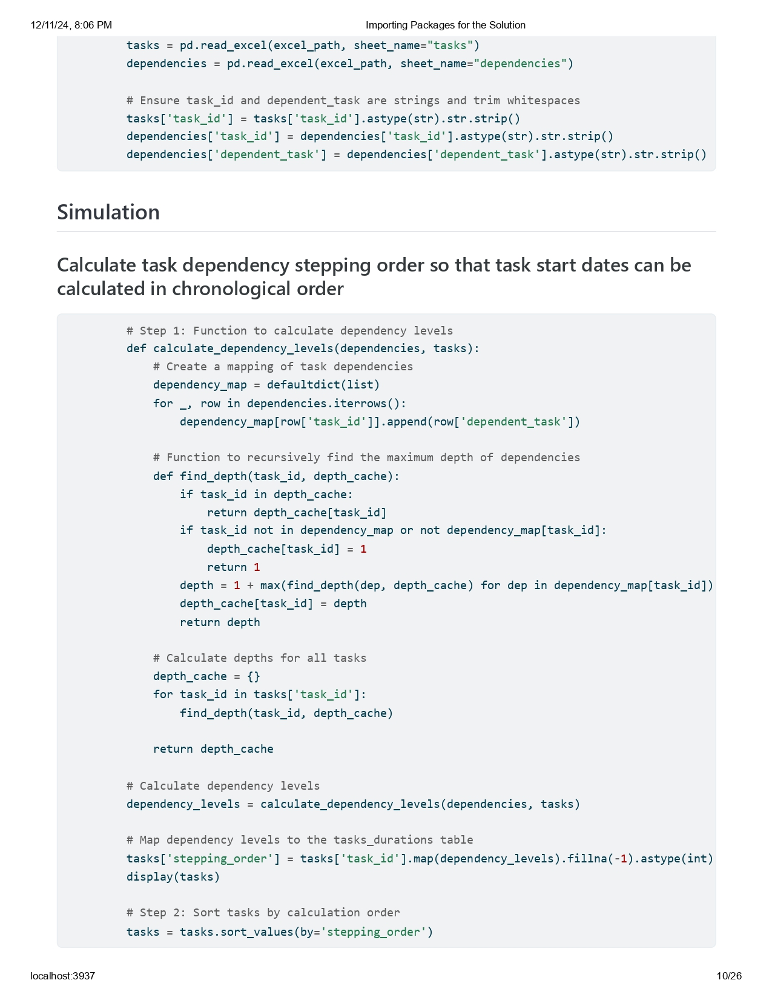 12/11/24, 8:06 PM
Importing Packages for the Solution
tasks = pd.read_excel(excel_path, sheet_name="tasks")
dependencies = pd.read_excel(excel_path, sheet_name="dependencies")
# Ensure task_id and dependent_task are strings and trim whitespaces
tasks['task_id'] = tasks['task_id'].astype(str).str.strip()
dependencies['task_id'] = dependencies['task_id'].astype(str).str.strip()
dependencies['dependent_task'] = dependencies['dependent_task'].astype(str).str.strip()
Simulation
Calculate task dependency stepping order so that task start dates can be
calculated in chronological order
# Step 1: Function to calculate dependency levels
def calculate_dependency_levels(dependencies, tasks):
    # Create a mapping of task dependencies
    dependency_map = defaultdict(list)
    for _, row in dependencies.iterrows():
        dependency_map[row['task_id']].append(row['dependent_task'])
    # Function to recursively find the maximum depth of dependencies
    def find_depth(task_id, depth_cache):
        if task_id in depth_cache:
            return depth_cache[task_id]
        if task_id not in dependency_map or not dependency_map[task_id]:
            depth_cache[task_id] = 1
            return 1
        depth = 1 + max(find_depth(dep, depth_cache) for dep in dependency_map[task_id])
        depth_cache[task_id] = depth
        return depth
    # Calculate depths for all tasks
    depth_cache = {}
    for task_id in tasks['task_id']:
        find_depth(task_id, depth_cache)
    return depth_cache
# Calculate dependency levels
dependency_levels = calculate_dependency_levels(dependencies, tasks)
# Map dependency levels to the tasks_durations table
tasks['stepping_order'] = tasks['task_id'].map(dependency_levels).fillna(-1).astype(int)
display(tasks)
# Step 2: Sort tasks by calculation order
tasks = tasks.sort_values(by='stepping_order')
localhost:3937
10/26